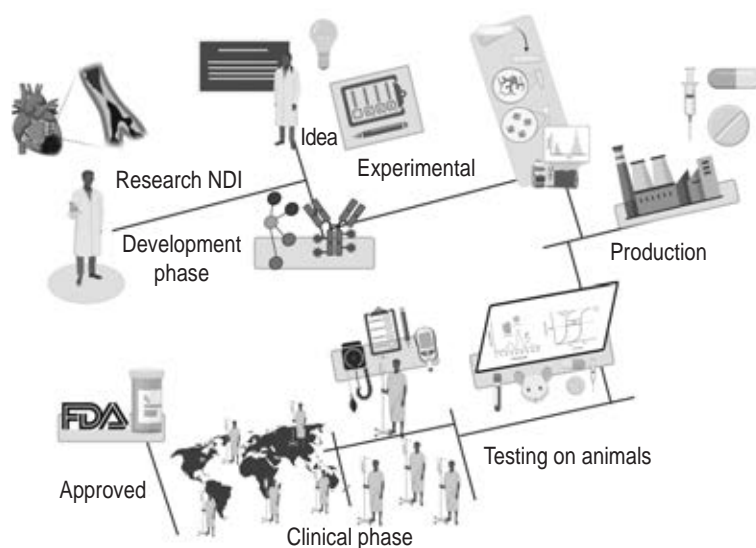 Idea
Research NDI
Experimental
Development
phase
Production
Testing on animals
FDA
Approved
Clinical phase